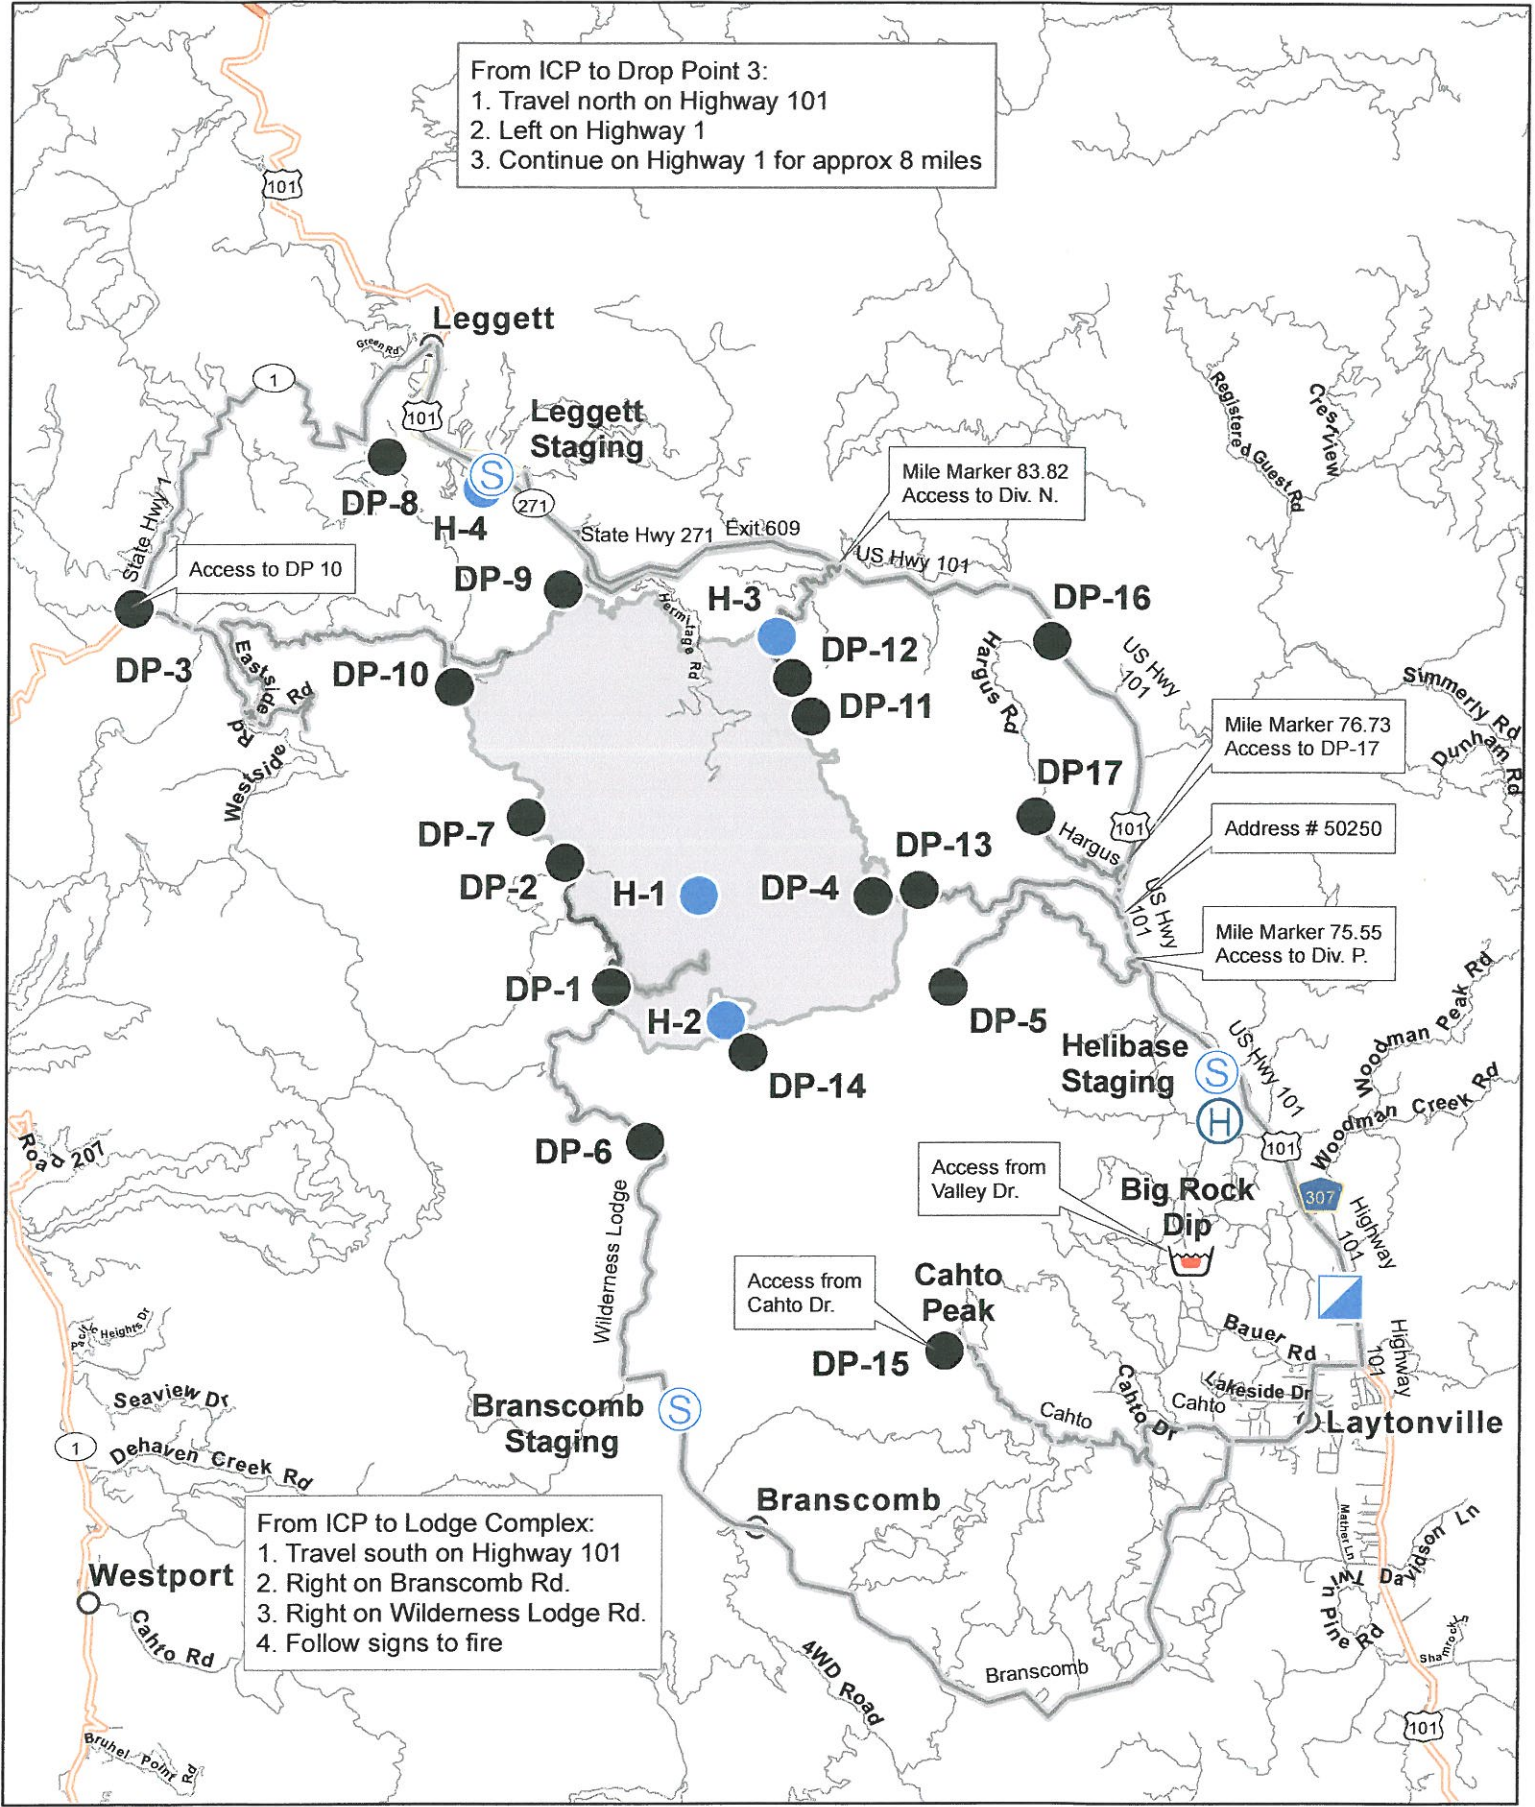 From ICP to Drop Point 3:
1. Travel north on Highway 101
2. Left on Highway 1
3. Continue on Highway 1 for approx 8 miles
101
Leggett
Green Rd
1
101
Leggett
Staging
S
Registered Guest Rd
Crestview
DP-8
H-4
271
State Hwy 1
State Hwy 271
Exit 609
Mile Marker 83.82
Access to Div. N.
US Hwy 101
Access to DP 10
DP-9
Hermitage Rd
H-3
DP-16
DP-3
Eastside Rd
Westside Rd
DP-10
DP-12
DP-11
Hargus Rd
US Hwy
101
Simmerly Rd
Dunham Rd
Mile Marker 76.73
Access to DP-17
DP17
101
Hargus
Address # 50250
DP-7
DP-2
H-1
DP-4
DP-13
US Hwy
101
Mile Marker 75.55
Access to Div. P.
DP-1
H-2
DP-5
DP-14
Helibase
Staging
S
H
US Hwy 101
Woodman Peak Rd
Woodman Creek Rd
101
307
Highway
101
Road 207
DP-6
Wilderness Lodge
Access from
Valley Dr.
Big Rock
Dip
Access from
Cahto Dr.
Cahto
Peak
DP-15
Bauer Rd
Highway
101
Pacific Heights Dr
Seaview Dr
1
Dehaven Creek Rd
Branscomb
Staging
S
Cahto
Cahto Dr
Lakeside Dr
Cahto
Laytonville
Branscomb
Mather Ln
Davidson Ln
Twin Pine Rd
From ICP to Lodge Complex:
1. Travel south on Highway 101
2. Right on Branscomb Rd.
3. Right on Wilderness Lodge Rd.
4. Follow signs to fire
Westport
Cahto Rd
4WD Road
Branscomb
101
Bruhel Point Rd